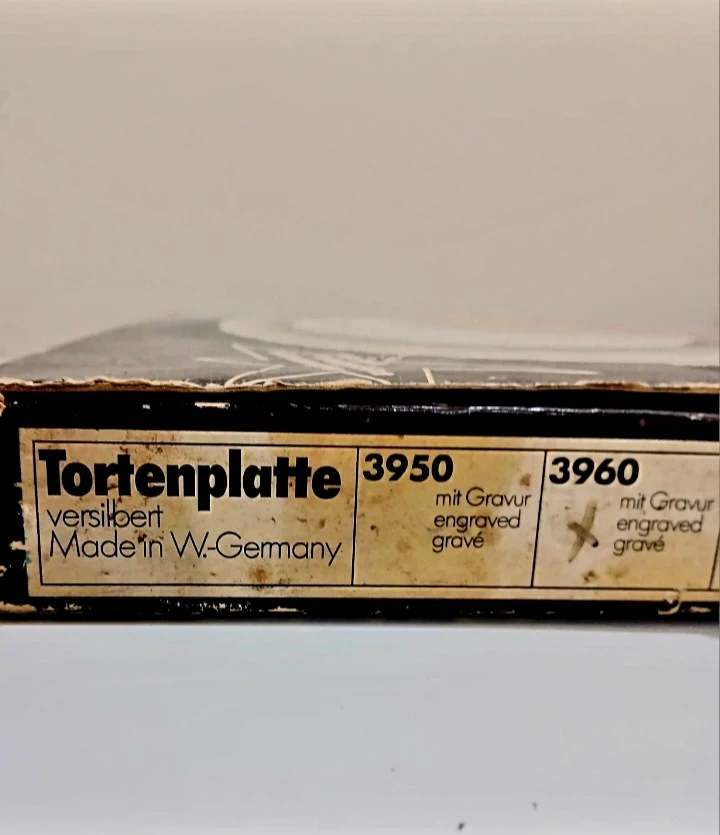 Tortenplatte
versilbert
Made in W.-Germany
3950
mit Gravur
engraved
gravé
3960
mit Gravur
engraved
gravé